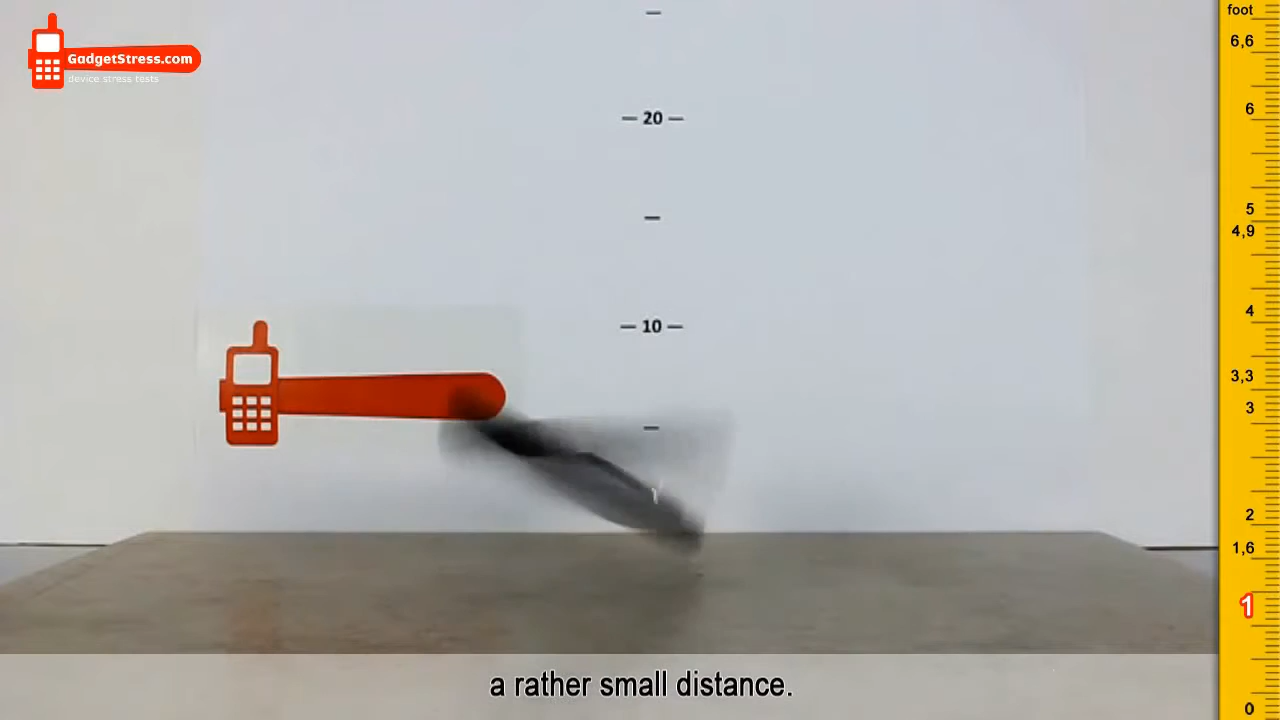 GadgetStress.com
device stress tests
foot
6,6
6
5
4,9
4
3,3
3
2
1,6
1
0
— 20 —
— 10 —
a rather small distance.